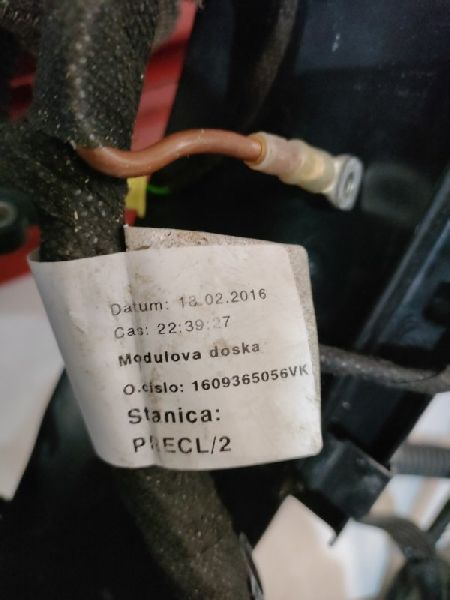 Datum: 18.02.2016
Cas: 22:39:27
Modulova doska
O.cislo: 1609365056VK
Stanica:
PRECL/2